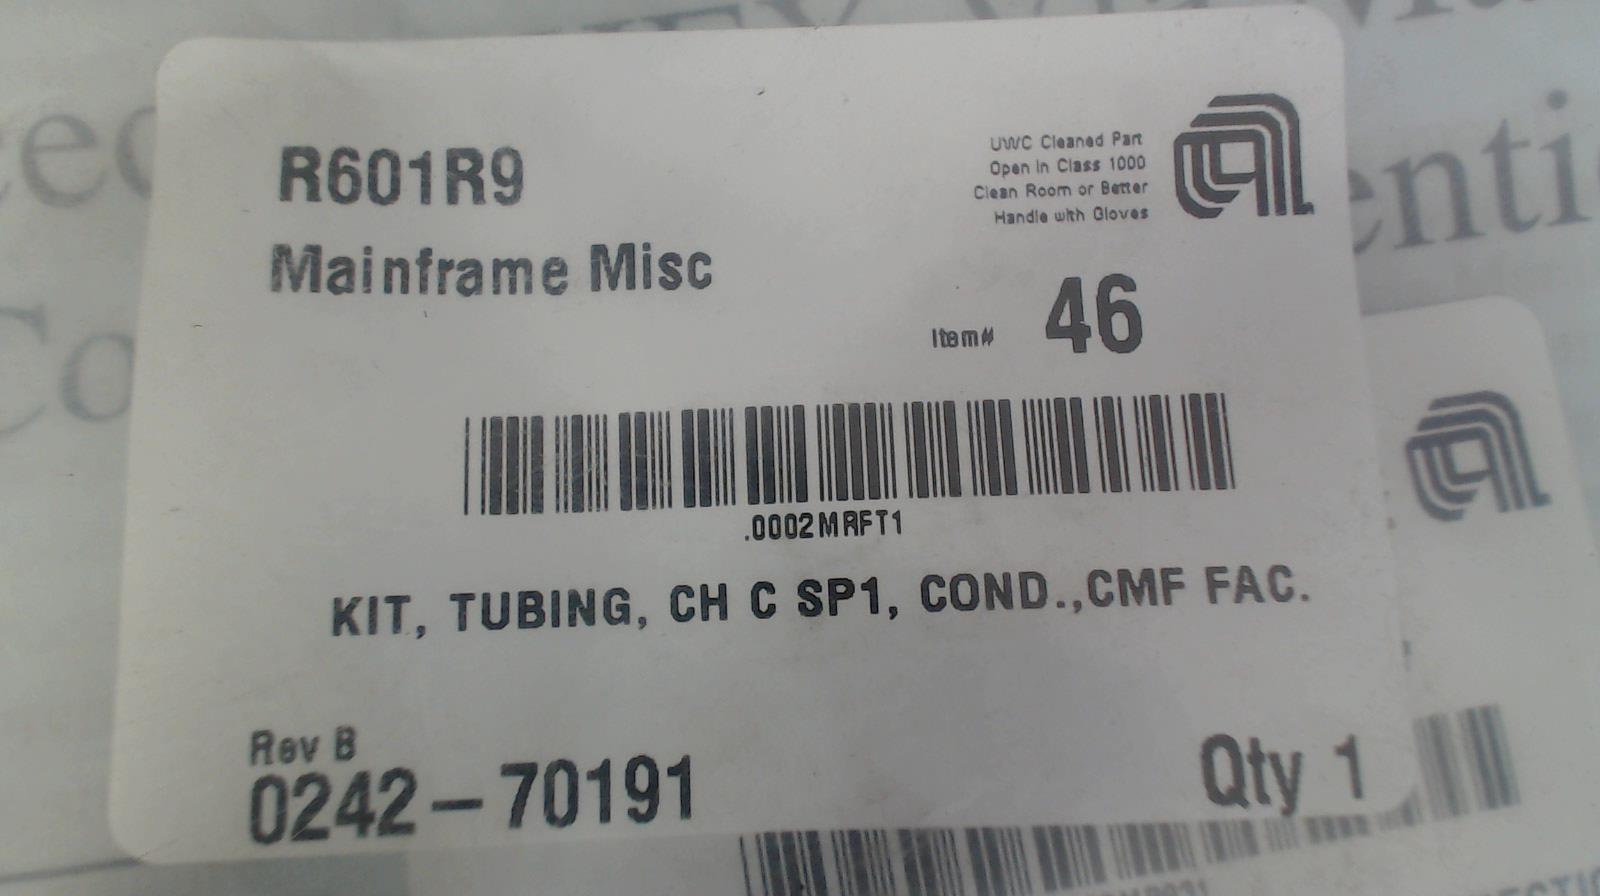 R601R9
Mainframe Misc
UWC Cleaned Part
Open in Class 1000
Clean Room or Better
Handle with Gloves
Item# 46
.0002MRFT1
KIT, TUBING, CH C SP1, COND.,CMF FAC.
Rev B
0242-70191
Qty 1